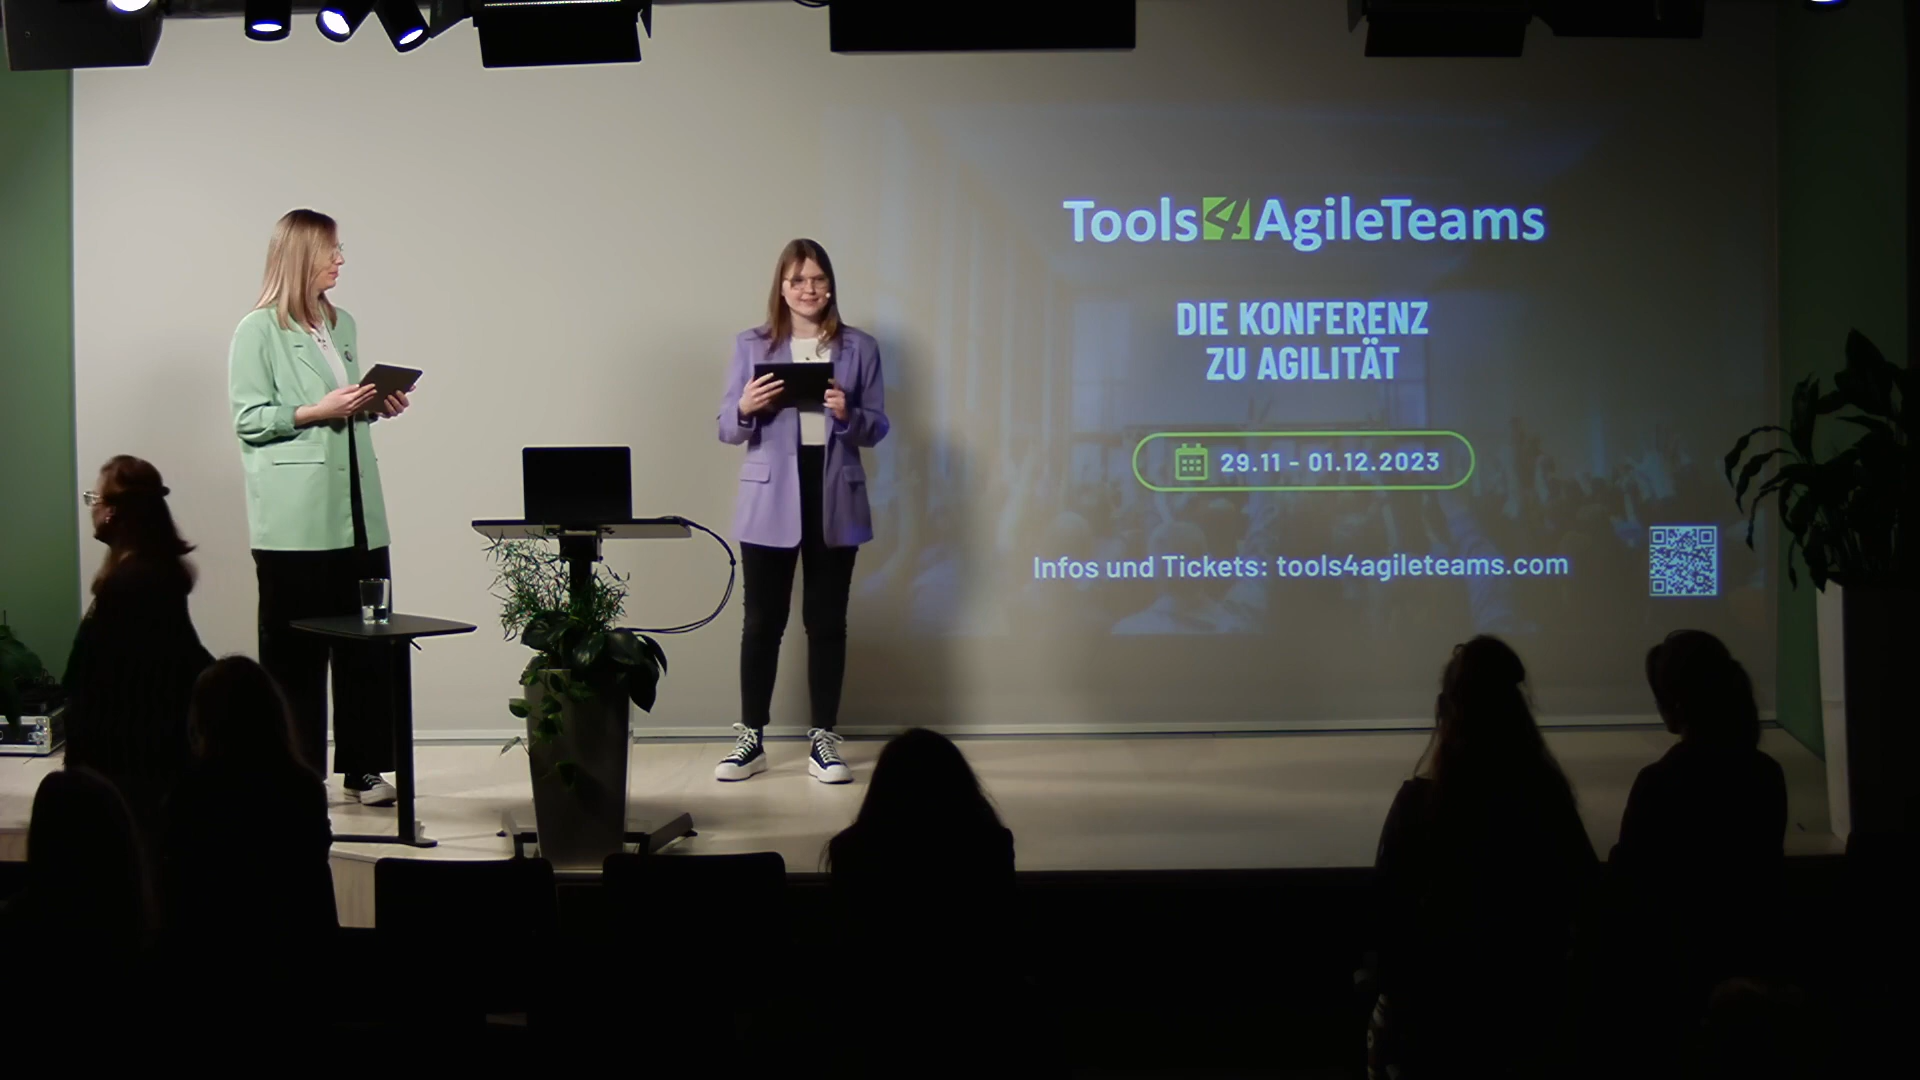 Tools4AgileTeams
DIE KONFERENZ
ZU AGILITÄT
29.11 - 01.12.2023
Infos und Tickets: tools4agileteams.com